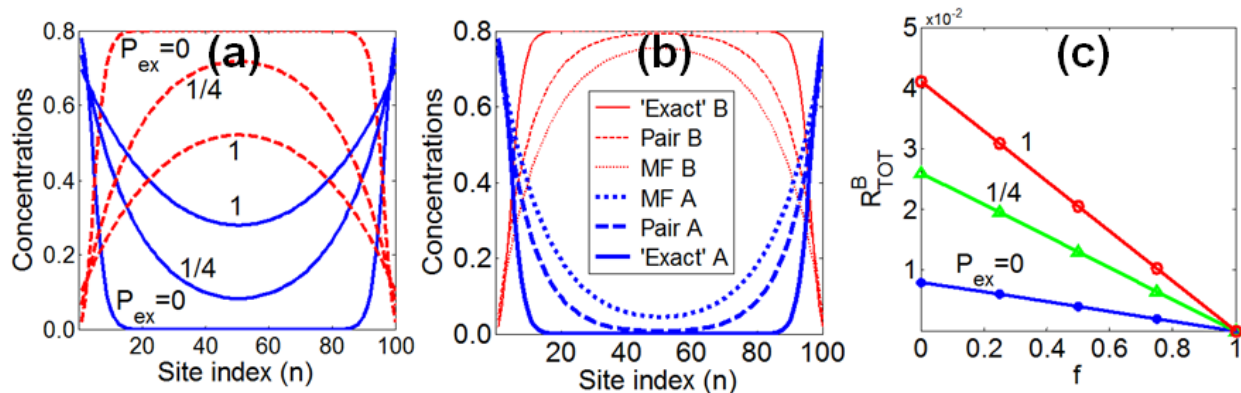 (a)
Concentrations
0.8
0.6
0.4
0.2
0.0
P_ex=0
1/4
1
1
1/4
P_ex=0
20 40 60 80 100
Site index (n)
(b)
Concentrations
0.8
0.6
0.4
0.2
0.0
'Exact' B
Pair B
MF B
MF A
Pair A
'Exact' A
20 40 60 80 100
Site index (n)
(c)
x10^-2
R^B_TOT
5
4
3
2
1
1
1/4
P_ex=0
0 0.2 0.4 0.6 0.8 1
f